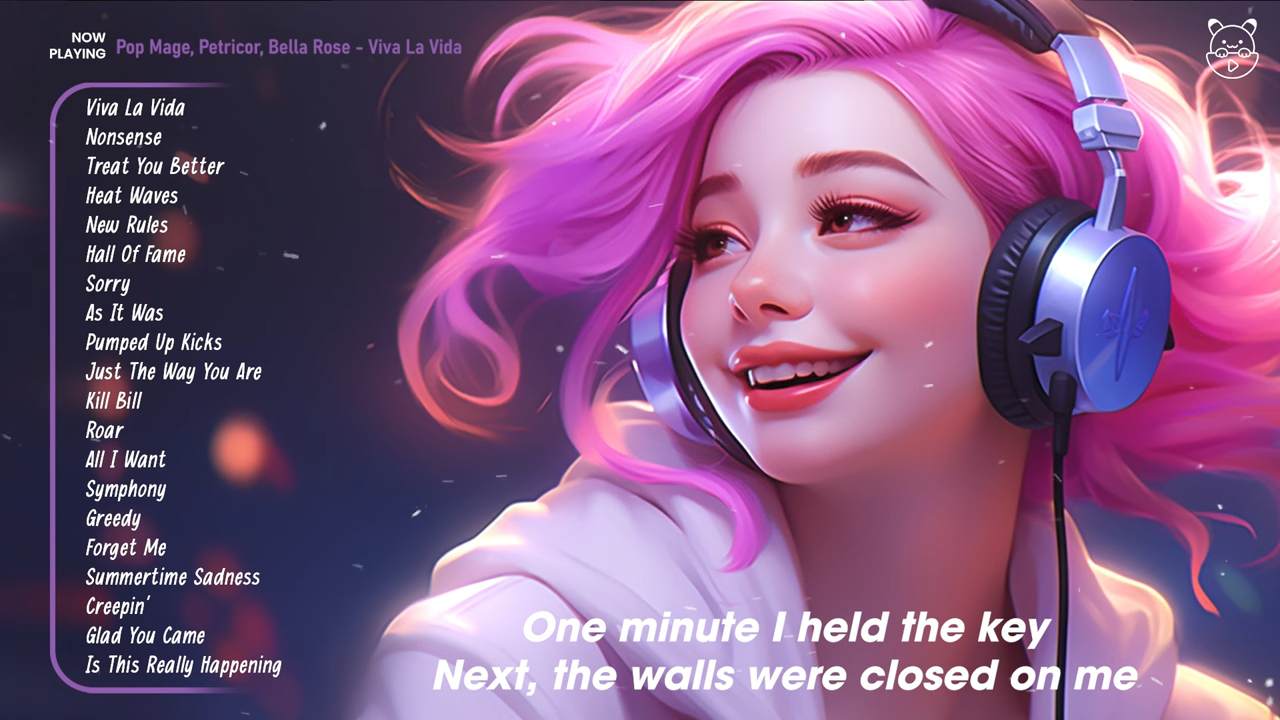 NOW
PLAYING
Pop Mage, Petricor, Bella Rose - Viva La Vida
Viva La Vida
Nonsense
Treat You Better
Heat Waves
New Rules
Hall Of Fame
Sorry
As It Was
Pumped Up Kicks
Just The Way You Are
Kill Bill
Roar
All I Want
Symphony
Greedy
Forget Me
Summertime Sadness
Creepin'
Glad You Came
Is This Really Happening
One minute I held the key
Next, the walls were closed on me